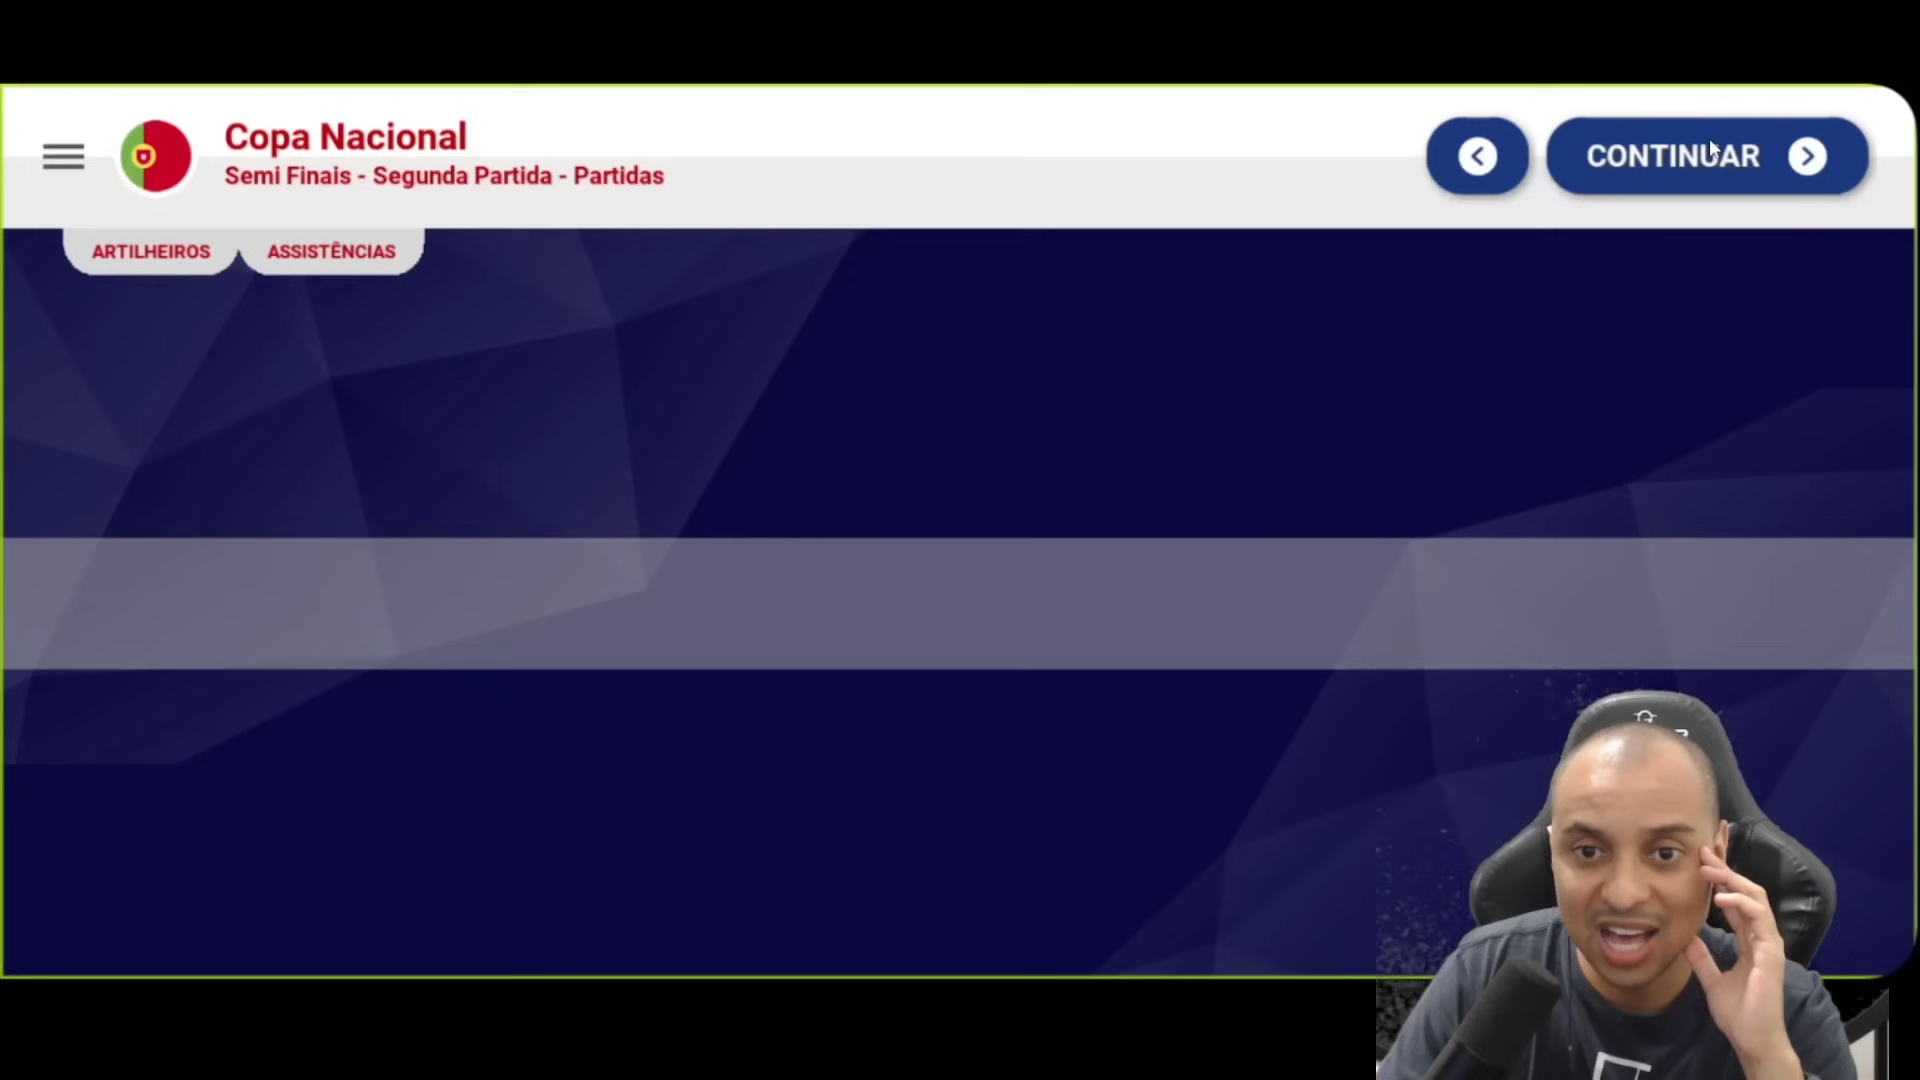 Copa Nacional
Semi Finais - Segunda Partida - Partidas
CONTINUAR
ARTILHEIROS
ASSISTÊNCIAS